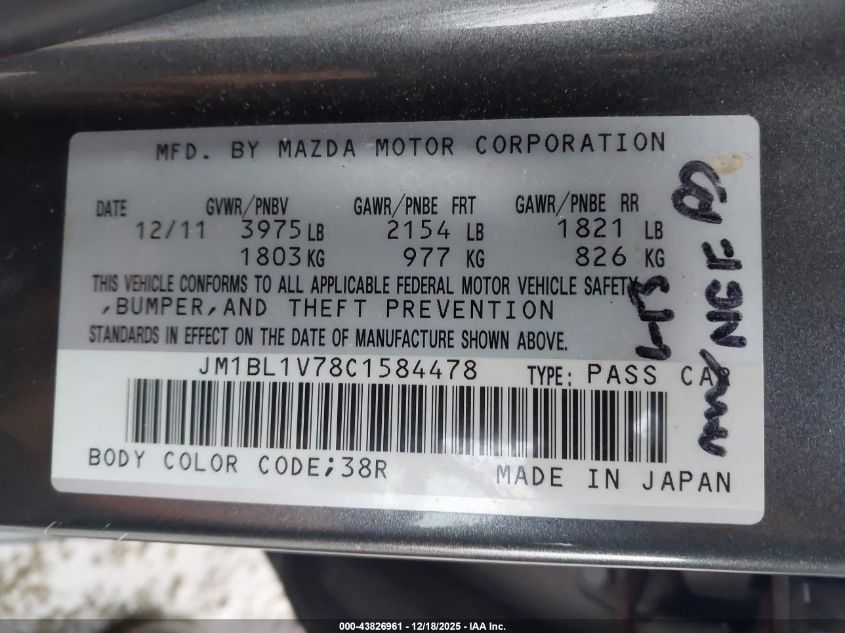 MFD. BY MAZDA MOTOR CORPORATION
DATE GVWR/PNBV GAWR/PNBE FRT GAWR/PNBE RR
12/11 3975 LB 2154 LB 1821 LB
1803 KG 977 KG 826 KG
THIS VEHICLE CONFORMS TO ALL APPLICABLE FEDERAL MOTOR VEHICLE SAFETY
,BUMPER,AND THEFT PREVENTION
STANDARDS IN EFFECT ON THE DATE OF MANUFACTURE SHOWN ABOVE.
JM1BL1V78C1584478 TYPE: PASS CAR
BODY COLOR CODE;38R MADE IN JAPAN
000-43826961 - 12/18/2025 - IAA Inc.